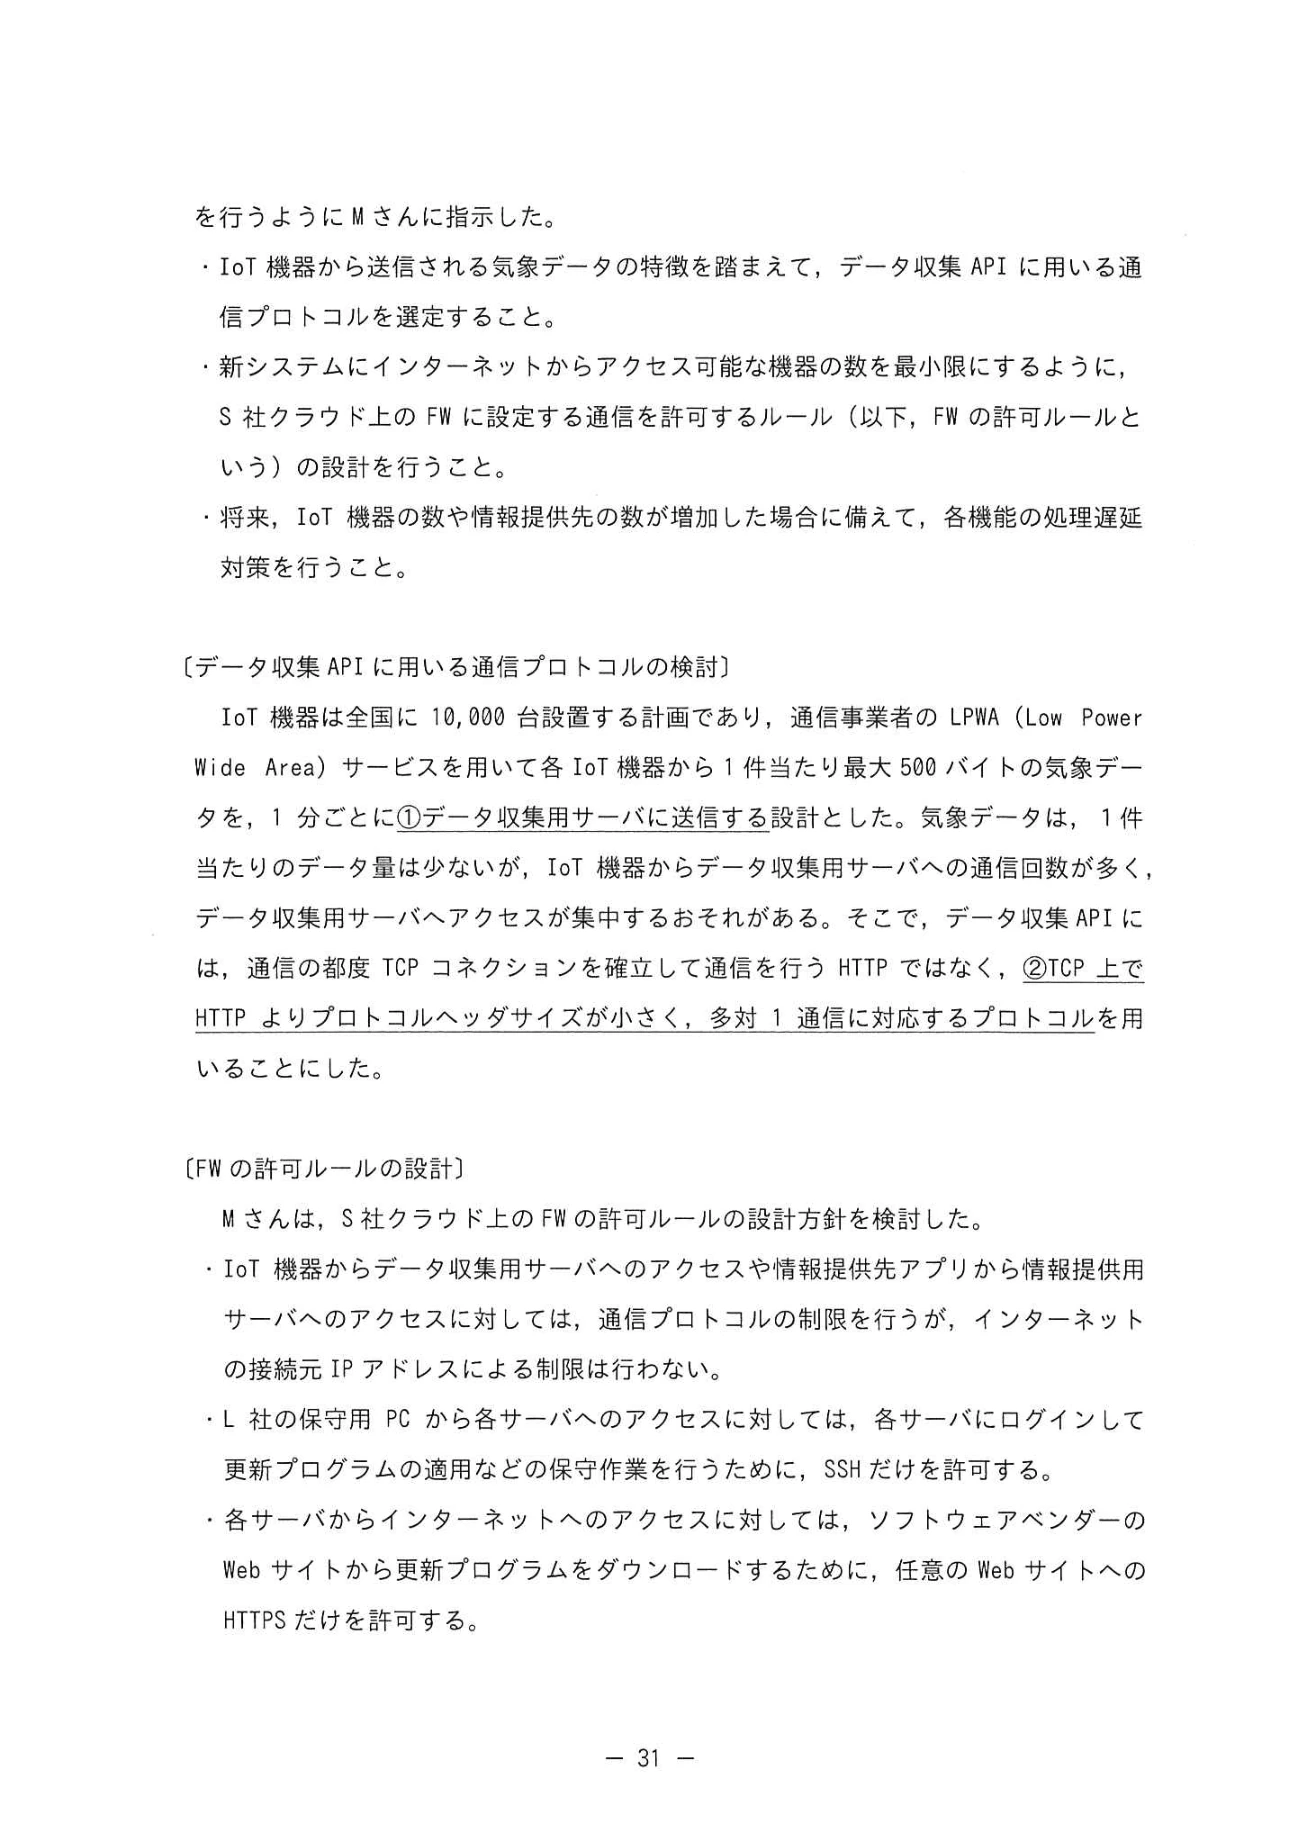 を行うようにMさんに指示した。
・IoT 機器から送信される気象データの特徴を踏まえて，データ収集 API に用いる通
信プロトコルを選定すること。
・新システムにインターネットからアクセス可能な機器の数を最小限にするように，
S 社クラウド上の FW に設定する通信を許可するルール（以下，FW の許可ルールと
いう）の設計を行うこと。
・将来，IoT 機器の数や情報提供先の数が増加した場合に備えて，各機能の処理遅延
対策を行うこと。
〔データ収集 API に用いる通信プロトコルの検討〕
IoT 機器は全国に 10,000 台設置する計画であり，通信事業者の LPWA（Low Power
Wide Area）サービスを用いて各 IoT 機器から 1 件当たり最大 500 バイトの気象デー
タを，1 分ごとに①データ収集用サーバに送信する設計とした。気象データは，1 件
当たりのデータ量は少ないが，IoT 機器からデータ収集用サーバへの通信回数が多く，
データ収集用サーバへアクセスが集中するおそれがある。そこで，データ収集 API に
は，通信の都度 TCP コネクションを確立して通信を行う HTTP ではなく，②TCP 上で
HTTP よりプロトコルヘッダサイズが小さく，多対 1 通信に対応するプロトコルを用
いることにした。
〔FW の許可ルールの設計〕
M さんは，S 社クラウド上の FW の許可ルールの設計方針を検討した。
・IoT 機器からデータ収集用サーバへのアクセスや情報提供先アプリから情報提供用
サーバへのアクセスに対しては，通信プロトコルの制限を行うが，インターネット
の接続元 IP アドレスによる制限は行わない。
・L 社の保守用 PC から各サーバへのアクセスに対しては，各サーバにログインして
更新プログラムの適用などの保守作業を行うために，SSH だけを許可する。
・各サーバからインターネットへのアクセスに対しては，ソフトウェアベンダーの
Web サイトから更新プログラムをダウンロードするために，任意の Web サイトへの
HTTPS だけを許可する。
－ 31 －